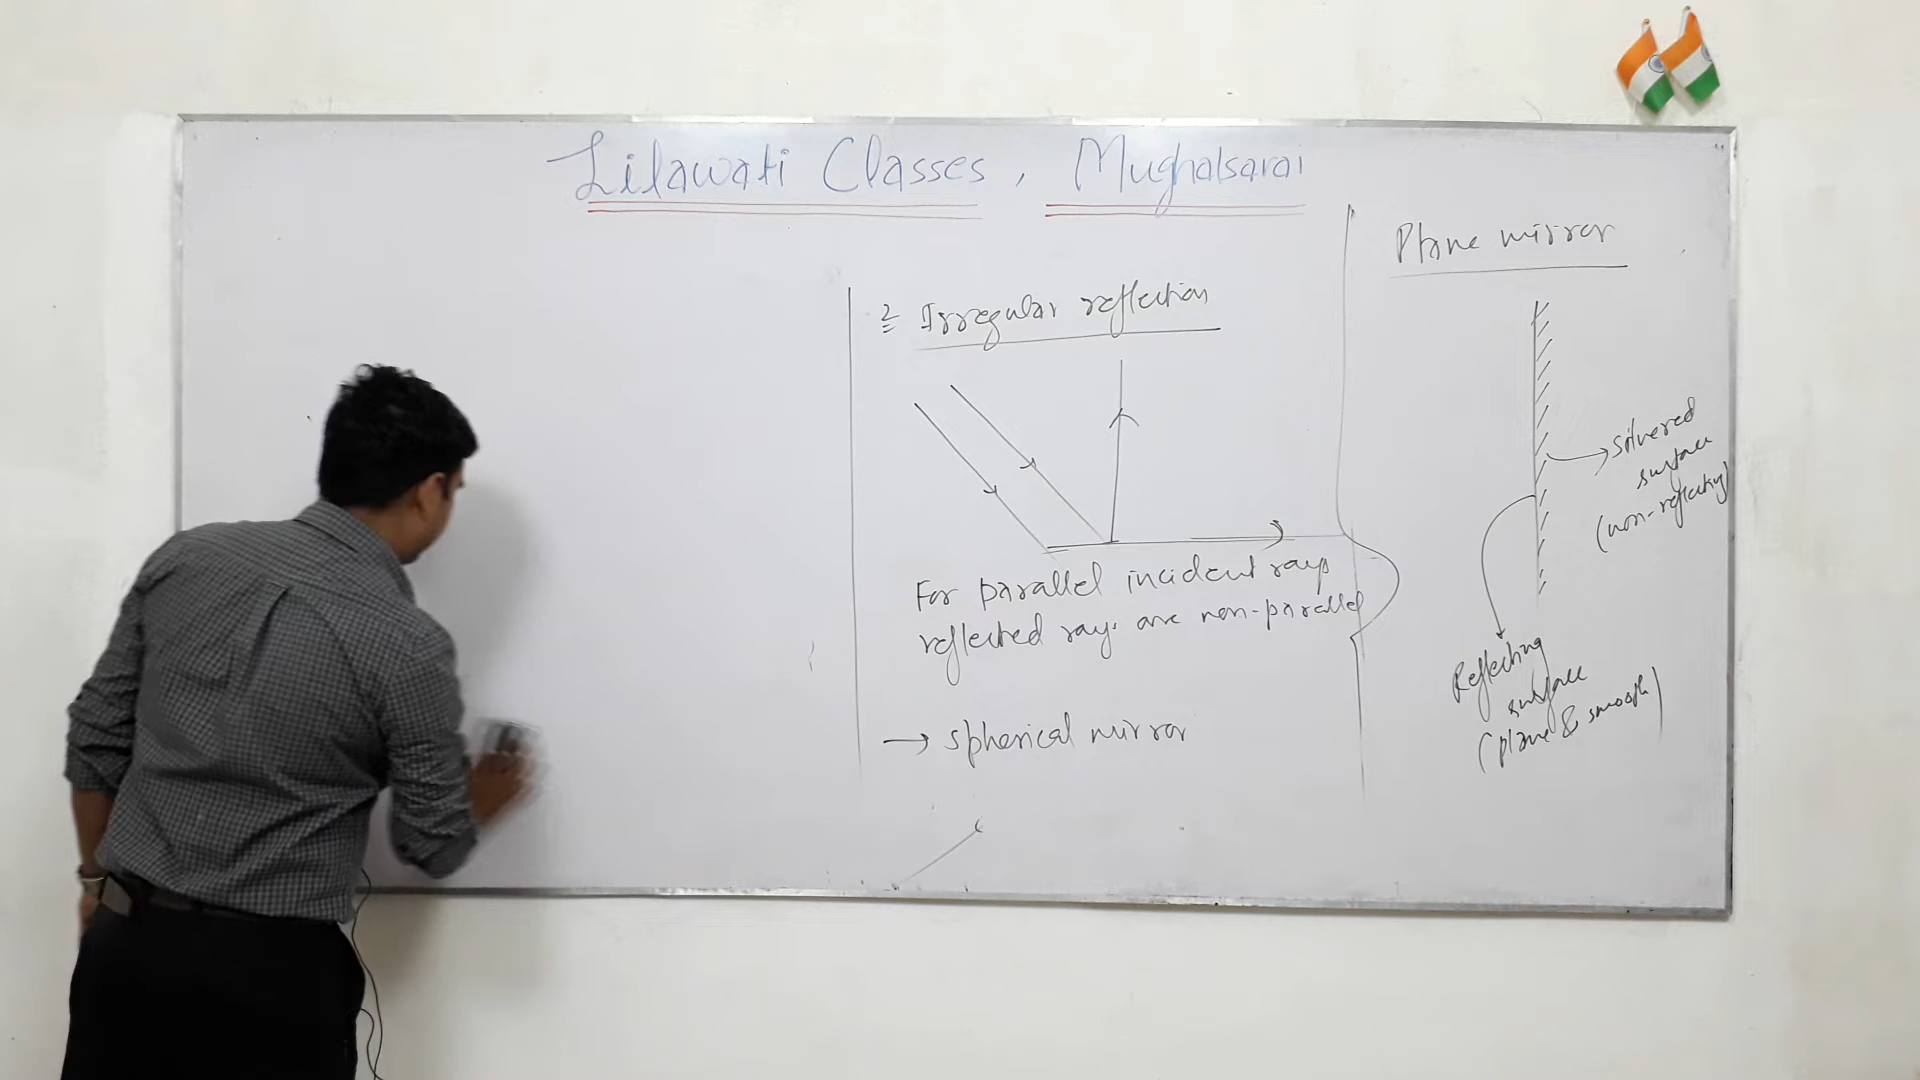 Lilawati Classes, Mughalsarai
2 Irregular reflection
For parallel incident rays
reflected rays are non-parallel
→ spherical mirror
Plane mirror
silvered
surface
(non-reflecting)
Reflecting
surface
(plane & smooth)